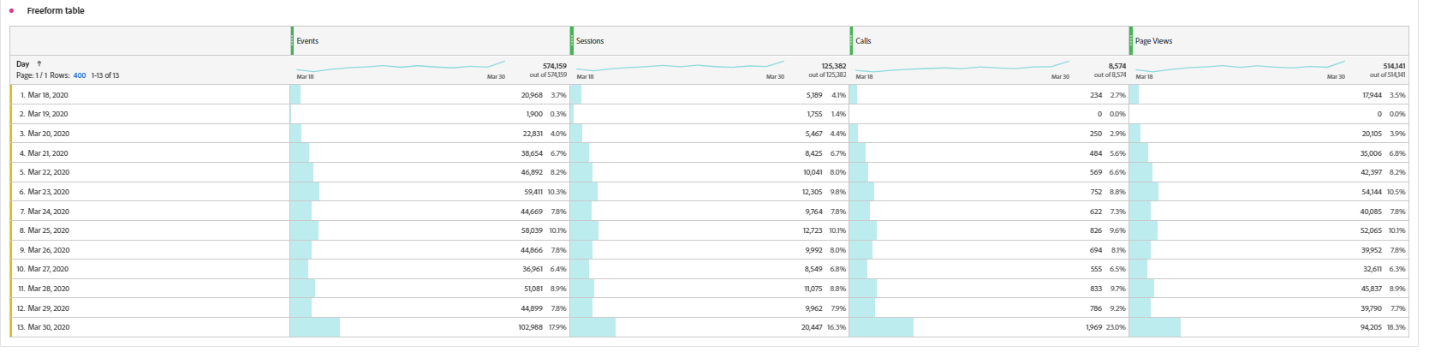 Freeform table
Events Sessions Calls Page Views
Day ↑ 574,159 125,382 8,574 514,141
Page: 1 / 1 Rows: 400 1-13 of 13 Mar 18 Mar 30 out of 574,159 Mar 18 Mar 30 out of 125,382 Mar 18 Mar 30 out of 8,574 Mar 18 Mar 30 out of 514,141
1. Mar 18, 2020 20,968 3.7% 5,189 4.1% 234 2.7% 17,944 3.5%
2. Mar 19, 2020 1,900 0.3% 1,755 1.4% 0 0.0% 0 0.0%
3. Mar 20, 2020 22,831 4.0% 5,467 4.4% 250 2.9% 20,105 3.9%
4. Mar 21, 2020 38,654 6.7% 8,425 6.7% 484 5.6% 35,006 6.8%
5. Mar 22, 2020 46,892 8.2% 10,041 8.0% 569 6.6% 42,397 8.2%
6. Mar 23, 2020 59,411 10.3% 12,305 9.8% 752 8.8% 54,144 10.5%
7. Mar 24, 2020 44,669 7.8% 9,764 7.8% 622 7.3% 40,085 7.8%
8. Mar 25, 2020 58,039 10.1% 12,723 10.1% 826 9.6% 52,065 10.1%
9. Mar 26, 2020 44,866 7.8% 9,992 8.0% 694 8.1% 39,952 7.8%
10. Mar 27, 2020 36,961 6.4% 8,549 6.8% 555 6.5% 32,611 6.3%
11. Mar 28, 2020 51,081 8.9% 11,075 8.8% 833 9.7% 45,837 8.9%
12. Mar 29, 2020 44,899 7.8% 9,962 7.9% 786 9.2% 39,790 7.7%
13. Mar 30, 2020 102,988 17.9% 20,447 16.3% 1,969 23.0% 94,205 18.3%